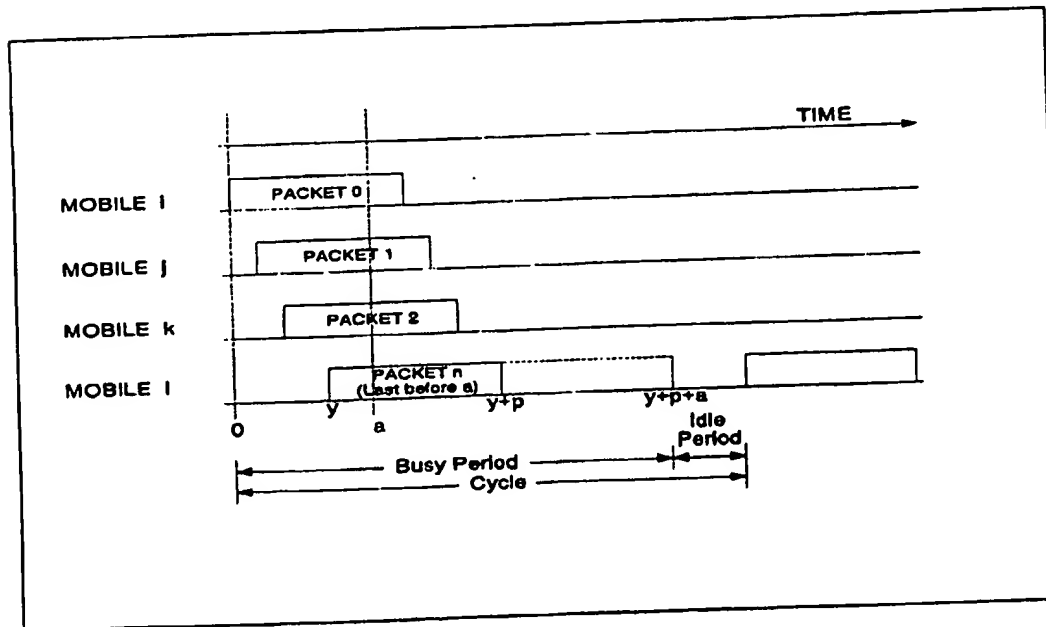 TIME
MOBILE i
PACKET 0
MOBILE j
PACKET 1
MOBILE k
PACKET 2
MOBILE l
PACKET n
(Last before a)
0
y
a
y+p
y+p+a
Idle
Period
Busy Period
Cycle